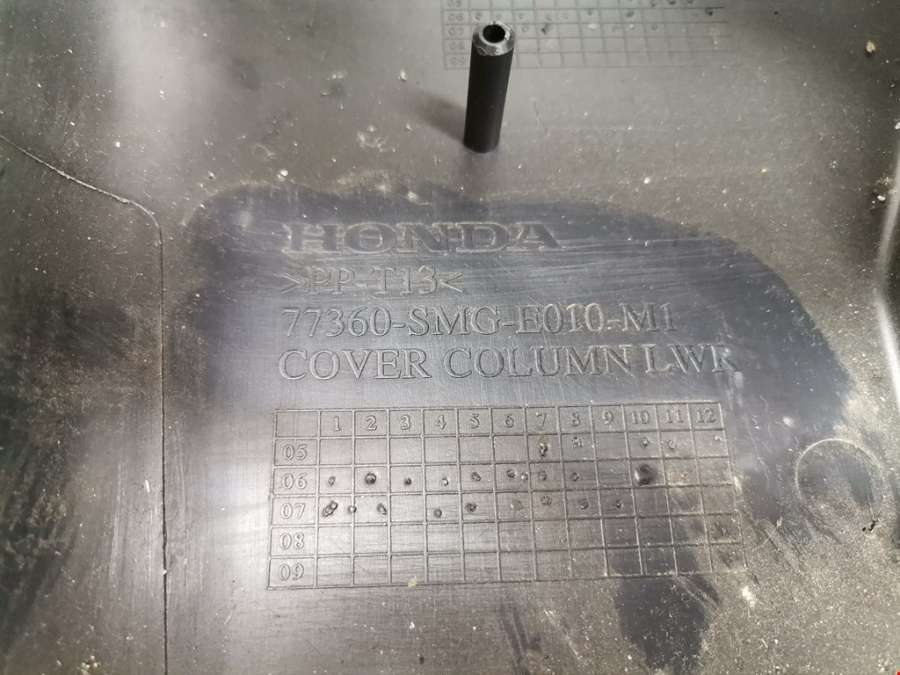 HONDA
>PP-T13<
77360-SMG-E010-M1
COVER COLUMN LWR
1 2 3 4 5 6 7 8 9 10 11 12
05
06
07
08
09